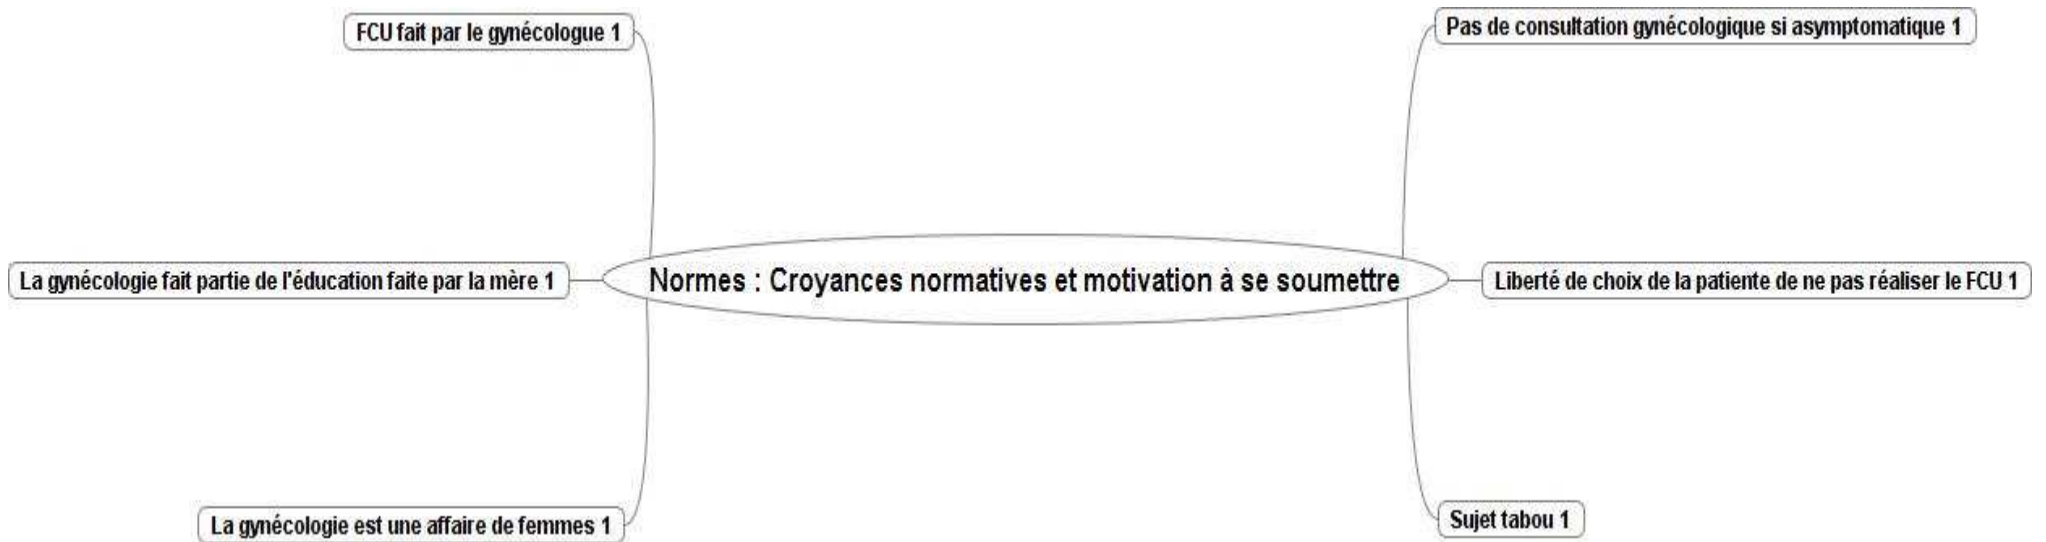 FCU fait par le gynécologue 1
Pas de consultation gynécologique si asymptomatique 1
La gynécologie fait partie de l'éducation faite par la mère 1
Normes : Croyances normatives et motivation à se soumettre
Liberté de choix de la patiente de ne pas réaliser le FCU 1
La gynécologie est une affaire de femmes 1
Sujet tabou 1